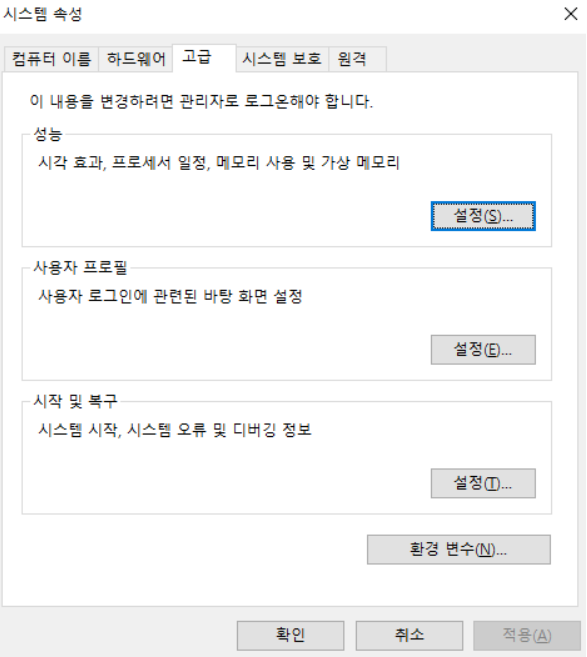 시스템 속성
컴퓨터 이름 하드웨어 고급 시스템 보호 원격
이 내용을 변경하려면 관리자로 로그온해야 합니다.
성능
시각 효과, 프로세서 일정, 메모리 사용 및 가상 메모리
설정(S)...
사용자 프로필
사용자 로그인에 관련된 바탕 화면 설정
설정(E)...
시작 및 복구
시스템 시작, 시스템 오류 및 디버깅 정보
설정(T)...
환경 변수(N)...
확인 취소 적용(A)